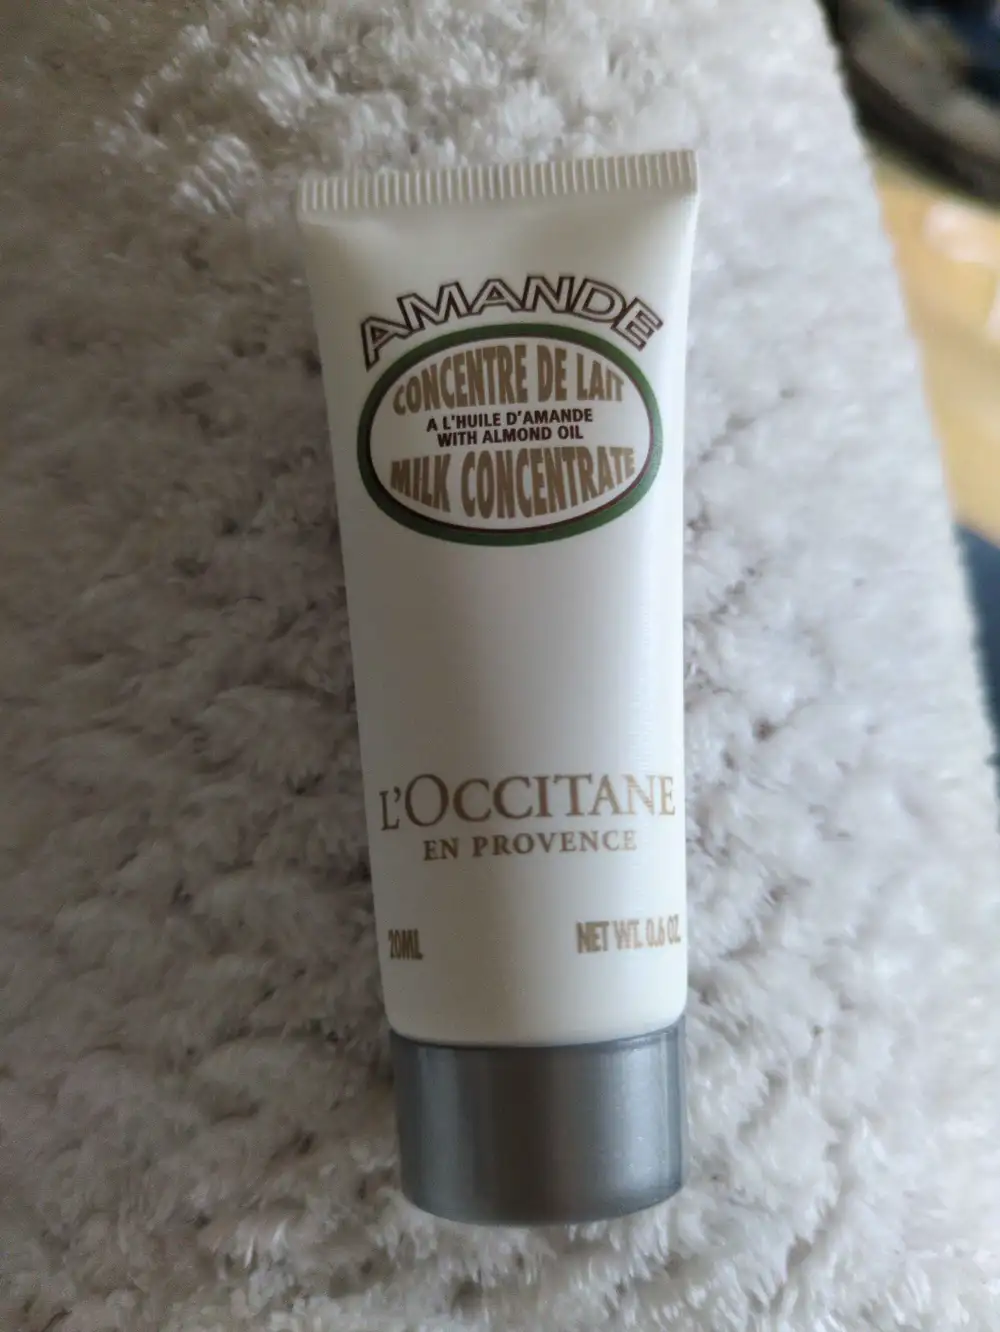 AMANDE
CONCENTRE DE LAIT
A L'HUILE D'AMANDE
WITH ALMOND OIL
MILK CONCENTRATE
L'OCCITANE
EN PROVENCE
20ML NET WT. 0.6 OZ.